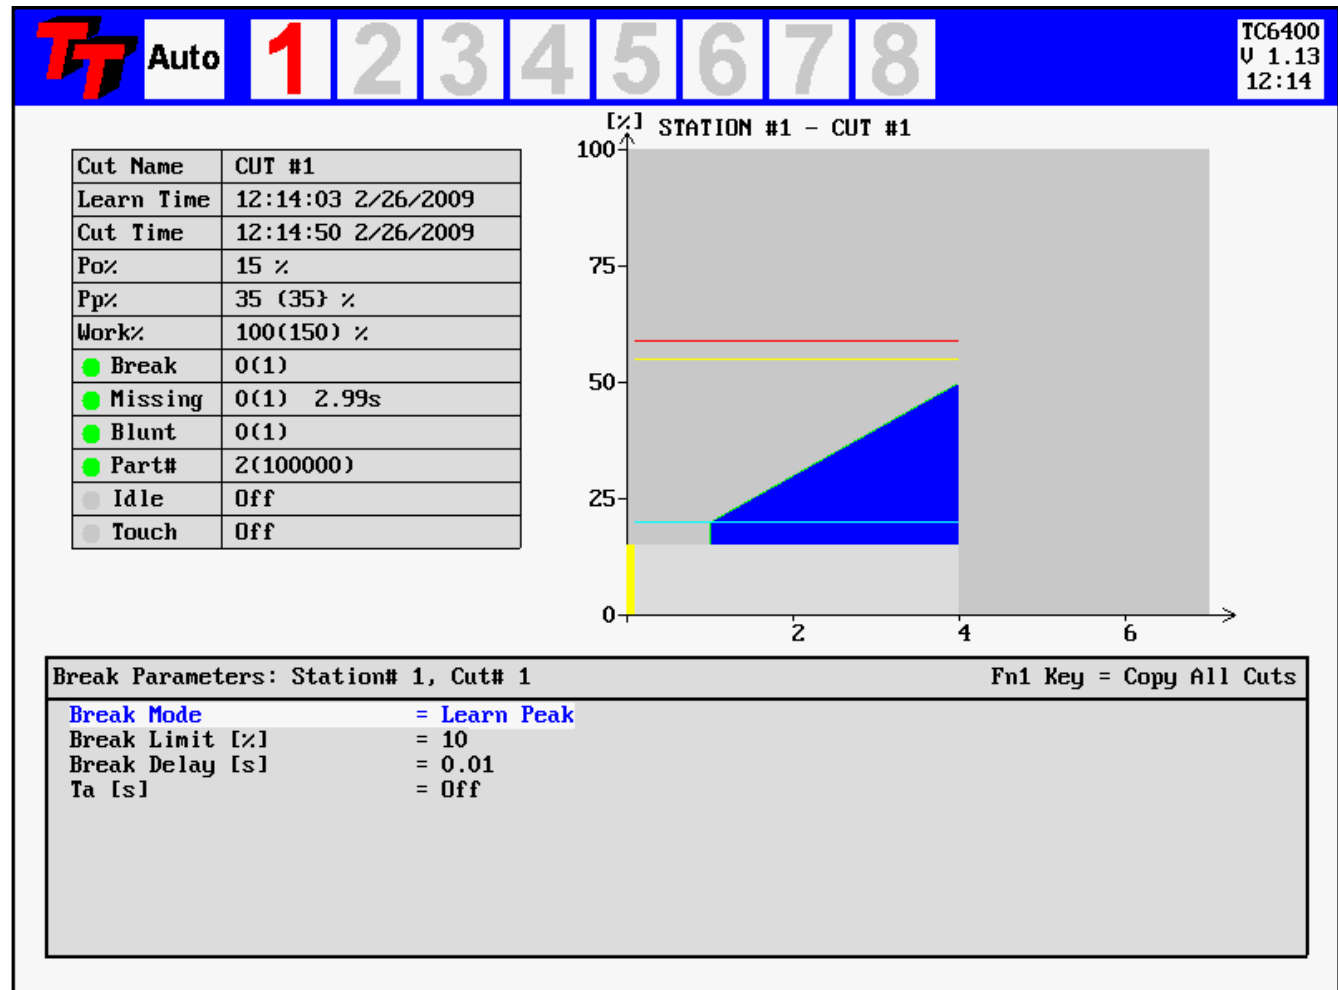 TT Auto 1 2 3 4 5 6 7 8
TC6400
V 1.13
12:14
Cut Name CUT #1
Learn Time 12:14:03 2/26/2009
Cut Time 12:14:50 2/26/2009
Po% 15 %
Pp% 35 (35} %
Work% 100(150) %
Break 0(1)
Missing 0(1) 2.99s
Blunt 0(1)
Part# 2(100000)
Idle Off
Touch Off
[%] STATION #1 - CUT #1
100
75
50
25
0
2 4 6
Break Parameters: Station# 1, Cut# 1 Fn1 Key = Copy All Cuts
Break Mode = Learn Peak
Break Limit [%] = 10
Break Delay [s] = 0.01
Ta [s] = Off